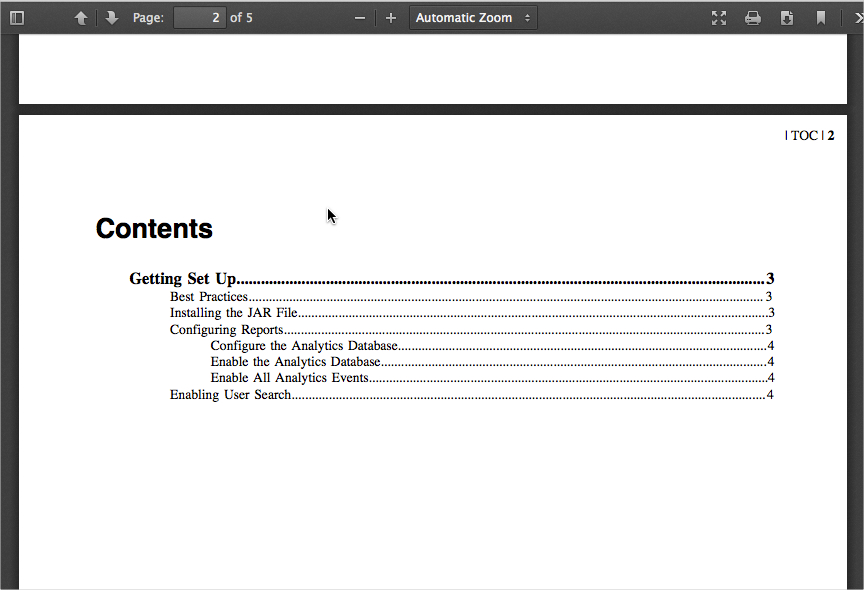 Page: 2 of 5 Automatic Zoom
| TOC | 2
Contents
Getting Set Up..........................................................................................................................3
Best Practices..........................................................................................................................3
Installing the JAR File..........................................................................................................................3
Configuring Reports..........................................................................................................................3
Configure the Analytics Database..........................................................................................................................4
Enable the Analytics Database..........................................................................................................................4
Enable All Analytics Events..........................................................................................................................4
Enabling User Search..........................................................................................................................4